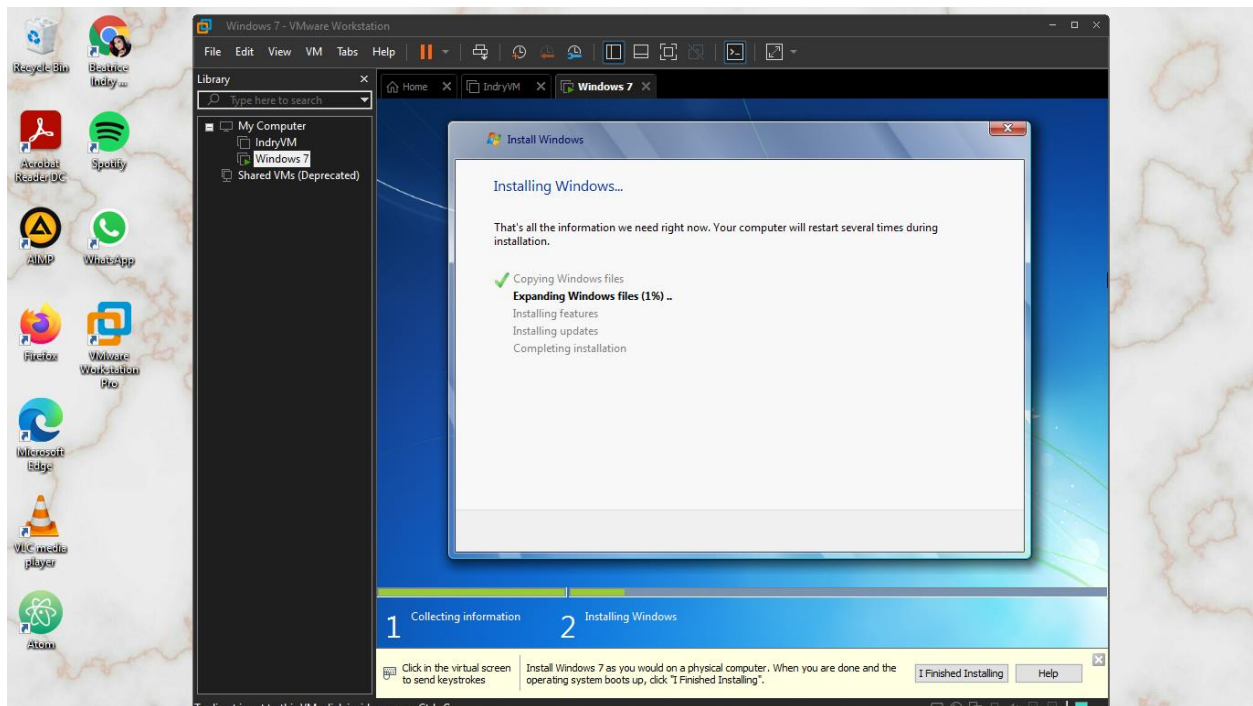 Recycle Bin
Acrobat
Reader DC
Spotify
AIMP
WhatsApp
Firefox
VMware
Workstation
Pro
Microsoft
Edge
VLC media
player
Atom
Windows 7 - VMware Workstation
File Edit View VM Tabs Help
Library
Type here to search
My Computer
IndryVM
Windows 7
Shared VMs (Deprecated)
Home IndryVM Windows 7
Install Windows
Installing Windows...
That's all the information we need right now. Your computer will restart several times during
installation.
Copying Windows files
Expanding Windows files (1%) ..
Installing features
Installing updates
Completing installation
1 Collecting information 2 Installing Windows
Click in the virtual screen
to send keystrokes
Install Windows 7 as you would on a physical computer. When you are done and the
operating system boots up, click "I Finished Installing".
I Finished Installing Help